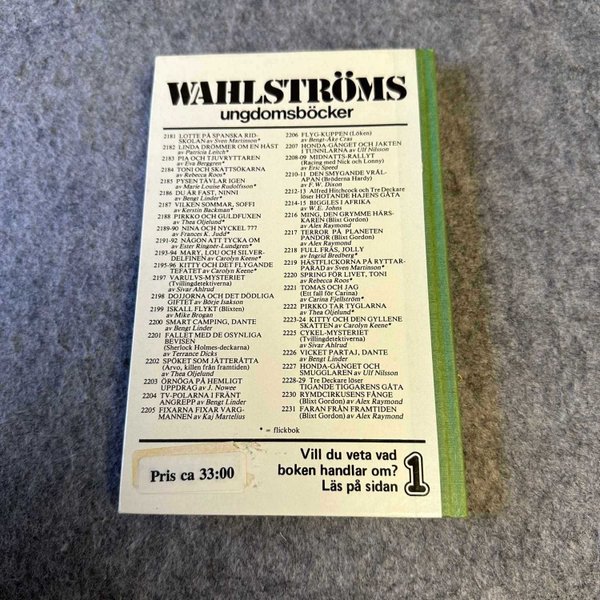 WAHLSTRÖMS
ungdomsböcker
2181 LOTTE PÅ SPANSKA RID-
SKOLAN av Sven Martinson*
2182 LINDA DRÖMMER OM EN HÄST
av Patricia Leitch*
2183 PIA OCH TJUVRYTTAREN
av Eva Berggren*
2184 TONI OCH SKATTSÖKARNA
av Rebecca Roos*
2185 PYTON TÄVLAR IGEN
av Marie Louise Rudolfsson*
2186 DU ÄR FAST, NINNI
av Bengt Linder*
2187 VILKEN SOMMAR, SOFFI
av Kerstin Backman*
2188 PIRKKO OCH GULDFUXEN
av Thea Oljelund*
2189-90 NINA OCH NYCKEL 777
av Frances K. Judd*
2191-92 NÅGON ATT TYCKA OM
av Ester Ringnér-Lundgren*
2193-94 MARY, LOU OCH SILVER-
DELFINEN av Carolyn Keene*
2195-96 KITTY OCH DET FLYGANDE
TEFATET av Carolyn Keene*
2197 VARULVS-MYSTERIET
(Tvillingdetektiverna)
av Sivar Ahlrud
2198 DOJJORNA OCH DET DÖDLIGA
GIFTET av Börje Isakson
2199 ISKALL FLYKT (Blixten)
av Mike Brogan
2200 SMART CAMPING, DANTE
av Bengt Linder
2201 FALLET MED DE OSYNLIGA
BEVISEN
(Sherlock Holmes-deckarna)
av Terrance Dicks
2202 SPÖKET SOM JÄTTERÄTTA
(Arvo, killen från framtiden)
av Thea Oljelund
2203 ÖRNÖGA PÅ HEMLIGT
UPPDRAG av J. Nowee
2204 TV-POLARNA I FRÄNT
ANGREPP av Bengt Linder
2205 FIXARNA FIXAR VARG-
MANNEN av Kaj Martelius
2206 FLYG-KUPPEN (Löken)
av Bengt-Åke Cras
2207 HONDA-GÄNGET OCH JAKTEN
I TUNNLARNA av Ulf Nilsson
2208-09 MIDNATTS-RALLYT
(Racing med Nick och Lonny)
av Eric Speed
2210-11 DEN SMYGANDE VRÅL-
APAN (Bröderna Hardy)
av F.W. Dixon
2212-13 Alfred Hitchcock och Tre Deckare
löser HOTANDE HAJENS GÅTA
2214-15 BIGGLES I AFRIKA
av W.E. Johns
2216 MING, DEN GRYMME HÄRS-
KAREN (Blixt Gordon)
av Alex Raymond
2217 TERROR PÅ PLANETEN
PANDOR (Blixt Gordon)
av Alex Raymond
2218 FULL FRÄS, JOLLY
av Ingrid Bredberg*
2219 HÄSTFLICKORNA PÅ RYTTAR-
PARAD av Sven Martinson*
2220 SPRING FÖR LIVET, TONI
av Rebecca Roos*
2221 TOMAS OCH JAG
(Ett fall för Carina)
av Carina Fjellström*
2222 PIRKKO TAR TYGLARNA
av Thea Oljelund*
2223-24 KITTY OCH DEN GYLLENE
SKATTEN av Carolyn Keene*
2225 CYKEL-MYSTERIET
(Tvillingdetektiverna)
av Sivar Ahlrud
2226 VICKET PARTAJ, DANTE
av Bengt Linder
2227 HONDA-GÄNGET OCH
SMUGGLAREN av Ulf Nilsson
2228-29 Tre Deckare löser
TIGANDE TIGGARENS GÅTA
2230 RYMDCIRKUSENS FÅNGE
(Blixt Gordon) av Alex Raymond
2231 FARAN FRÅN FRAMTIDEN
(Blixt Gordon) av Alex Raymond
* = flickbok
Pris ca 33:00
Vill du veta vad
boken handlar om?
Läs på sidan 1